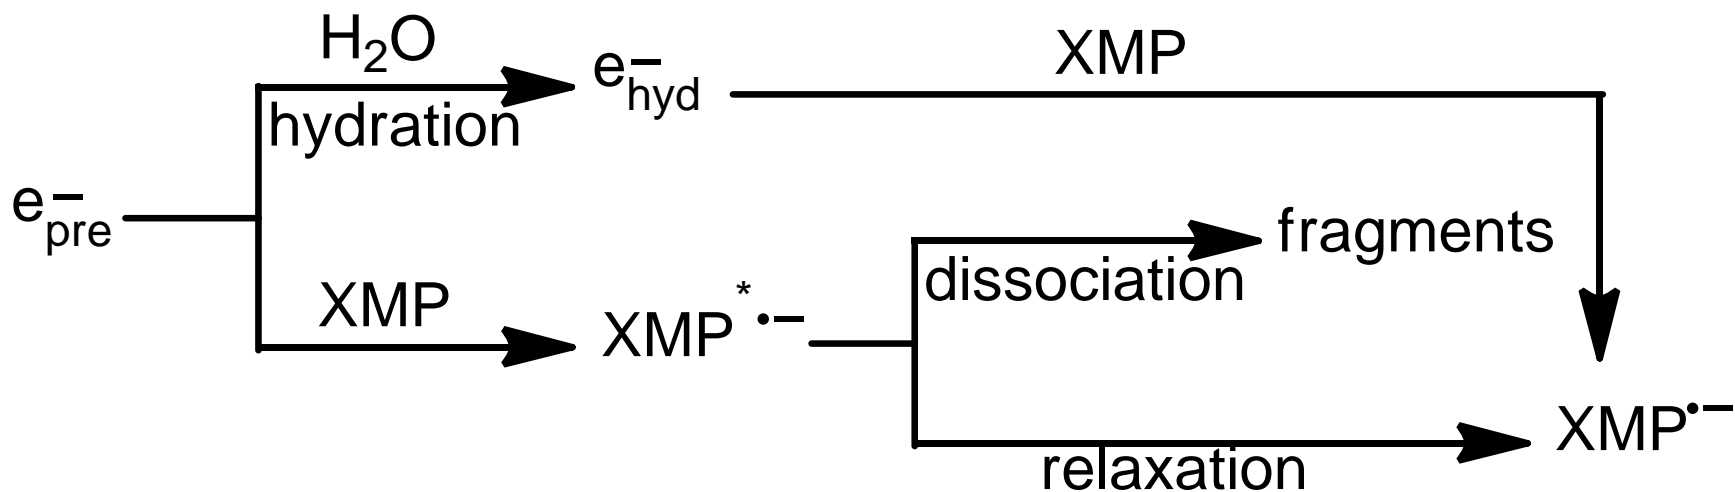 H₂O
hydration
e⁻hyd
XMP
e⁻pre
XMP
XMP*•−
dissociation
fragments
relaxation
XMP•−